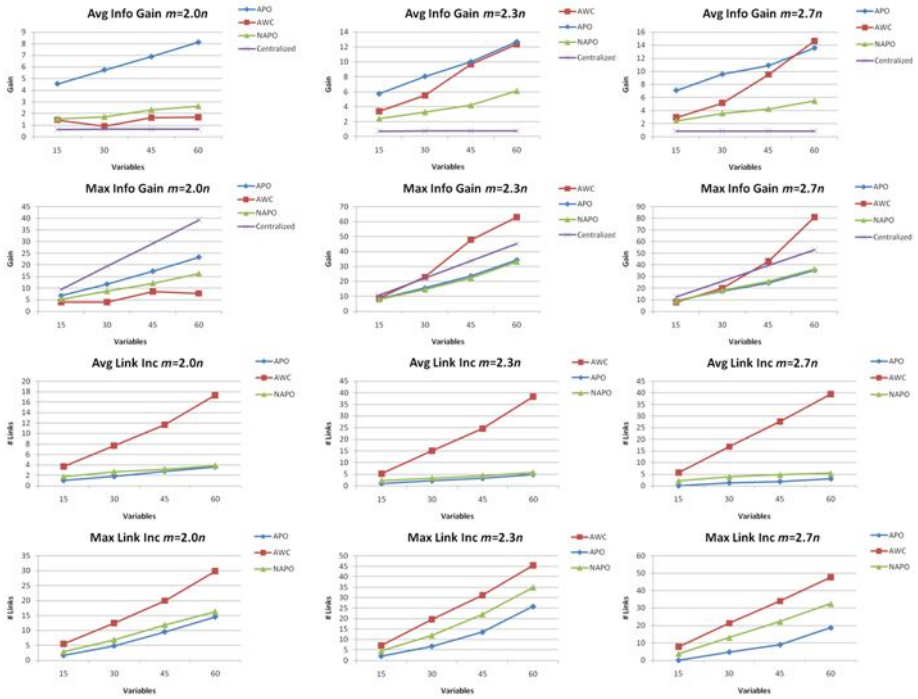 Avg Info Gain m=2.0n
9
8
7
6
5
4
3
2
1
0
Gain
15 30 45 60
Variables
APO
AWC
NAPO
Centralized
Avg Info Gain m=2.3n
14
12
10
8
6
4
2
0
Gain
15 30 45 60
Variables
AWC
APO
NAPO
Centralized
Avg Info Gain m=2.7n
16
14
12
10
8
6
4
2
0
Gain
15 30 45 60
Variables
APO
AWC
NAPO
Centralized
Max Info Gain m=2.0n
45
40
35
30
25
20
15
10
5
0
Gain
15 30 45 60
Variables
APO
AWC
NAPO
Centralized
Max Info Gain m=2.3n
70
60
50
40
30
20
10
0
Gain
15 30 45 60
Variables
AWC
APO
NAPO
Centralized
Max Info Gain m=2.7n
90
80
70
60
50
40
30
20
10
0
Gain
15 30 45 60
Variables
APO
AWC
NAPO
Centralized
Avg Link Inc m=2.0n
20
18
16
14
12
10
8
6
4
2
0
# Links
15 30 45 60
Variables
APO
AWC
NAPO
Avg Link Inc m=2.3n
45
40
35
30
25
20
15
10
5
0
# Links
15 30 45 60
Variables
AWC
APO
NAPO
Avg Link Inc m=2.7n
45
40
35
30
25
20
15
10
5
0
# Links
15 30 45 60
Variables
APO
AWC
NAPO
Max Link Inc m=2.0n
35
30
25
20
15
10
5
0
# Links
15 30 45 60
Variables
APO
AWC
NAPO
Max Link Inc m=2.3n
50
45
40
35
30
25
20
15
10
5
0
# Links
15 30 45 60
Variables
AWC
APO
NAPO
Max Link Inc m=2.7n
60
50
40
30
20
10
0
# Links
15 30 45 60
Variables
APO
AWC
NAPO